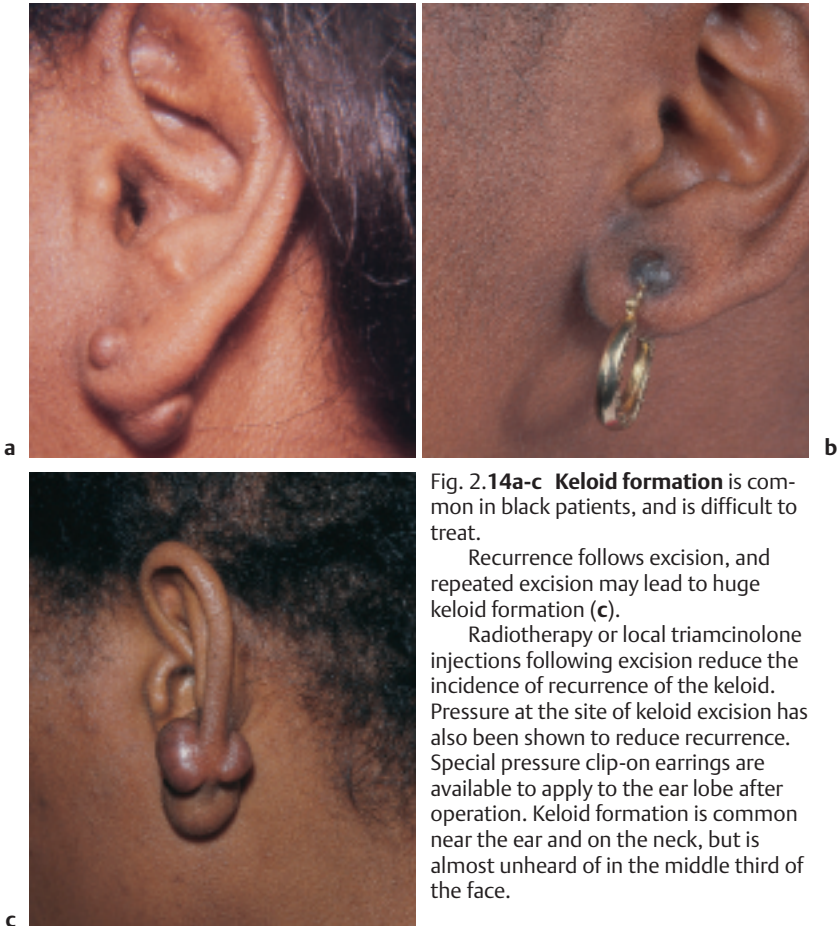 a
b
Fig. 2.14a-c Keloid formation is com-
mon in black patients, and is difficult to
treat.
Recurrence follows excision, and
repeated excision may lead to huge
keloid formation (c).
Radiotherapy or local triamcinolone
injections following excision reduce the
incidence of recurrence of the keloid.
Pressure at the site of keloid excision has
also been shown to reduce recurrence.
Special pressure clip-on earrings are
available to apply to the ear lobe after
operation. Keloid formation is common
near the ear and on the neck, but is
almost unheard of in the middle third of
the face.
c